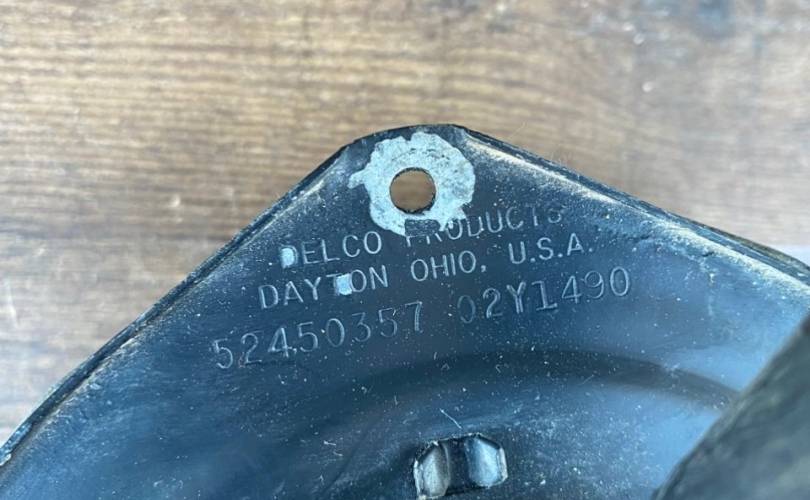 DELCO PRODUCTS
DAYTON OHIO, U.S.A.
52450357 02Y1490